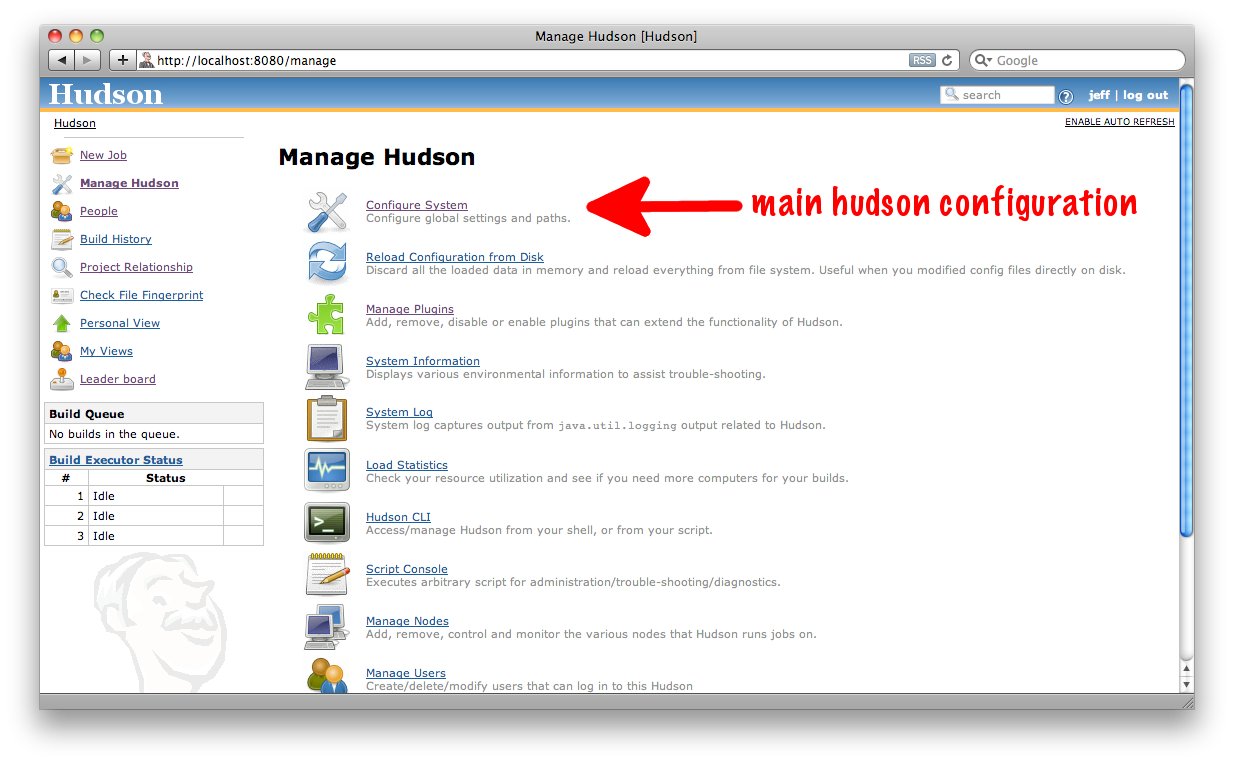 Manage Hudson [Hudson]
http://localhost:8080/manage
RSS
Google
Hudson
search
?
jeff | log out
Hudson
ENABLE AUTO REFRESH
New Job
Manage Hudson
People
Build History
Project Relationship
Check File Fingerprint
Personal View
My Views
Leader board
Build Queue
No builds in the queue.
Build Executor Status
# Status
1 Idle
2 Idle
3 Idle
Manage Hudson
Configure System
Configure global settings and paths.
main hudson configuration
Reload Configuration from Disk
Discard all the loaded data in memory and reload everything from file system. Useful when you modified config files directly on disk.
Manage Plugins
Add, remove, disable or enable plugins that can extend the functionality of Hudson.
System Information
Displays various environmental information to assist trouble-shooting.
System Log
System log captures output from java.util.logging output related to Hudson.
Load Statistics
Check your resource utilization and see if you need more computers for your builds.
Hudson CLI
Access/manage Hudson from your shell, or from your script.
Script Console
Executes arbitrary script for administration/trouble-shooting/diagnostics.
Manage Nodes
Add, remove, control and monitor the various nodes that Hudson runs jobs on.
Manage Users
Create/delete/modify users that can log in to this Hudson